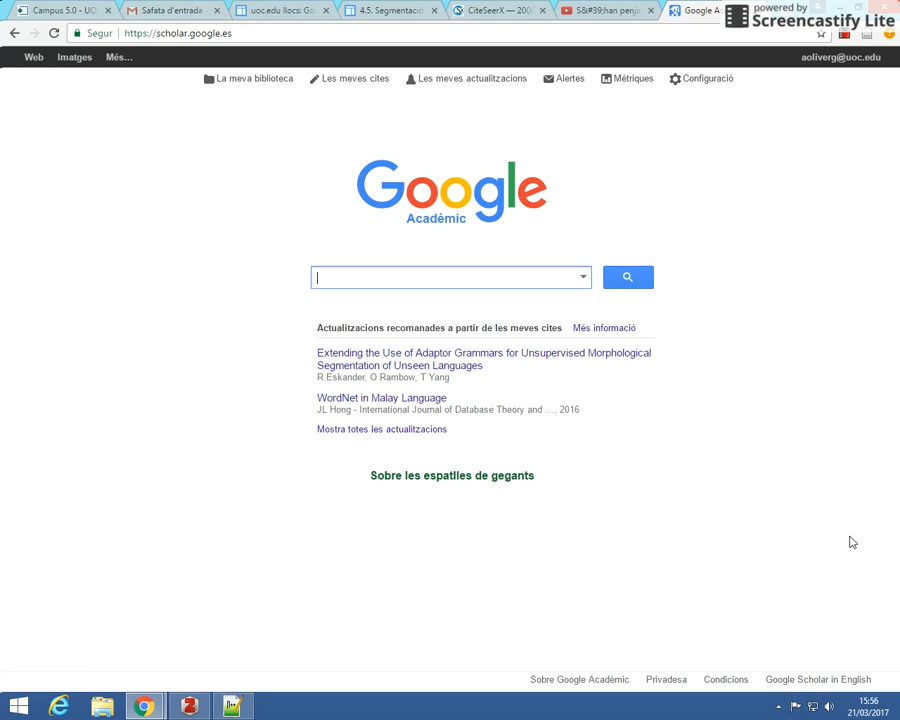 Campus 5.0 - UO
Safata d'entrada -
uoc.edu llocs: Go
4.5. Segmentació
CiteSeerX — 200
S&#39;han penja
Google A
powered by
Screencastify Lite
Segur https://scholar.google.es
Web Imatges Més... aoliverg@uoc.edu
La meva biblioteca Les meves cites Les meves actualitzacions Alertes Mètriques Configuració
Google
Acadèmic
Actualitzacions recomanades a partir de les meves cites Més informació
Extending the Use of Adaptor Grammars for Unsupervised Morphological
Segmentation of Unseen Languages
R Eskander, O Rambow, T Yang
WordNet in Malay Language
JL Hong - International Journal of Database Theory and …, 2016
Mostra totes les actualitzacions
Sobre les espatlles de gegants
Sobre Google Acadèmic Privadesa Condicions Google Scholar in English
15:56
21/03/2017